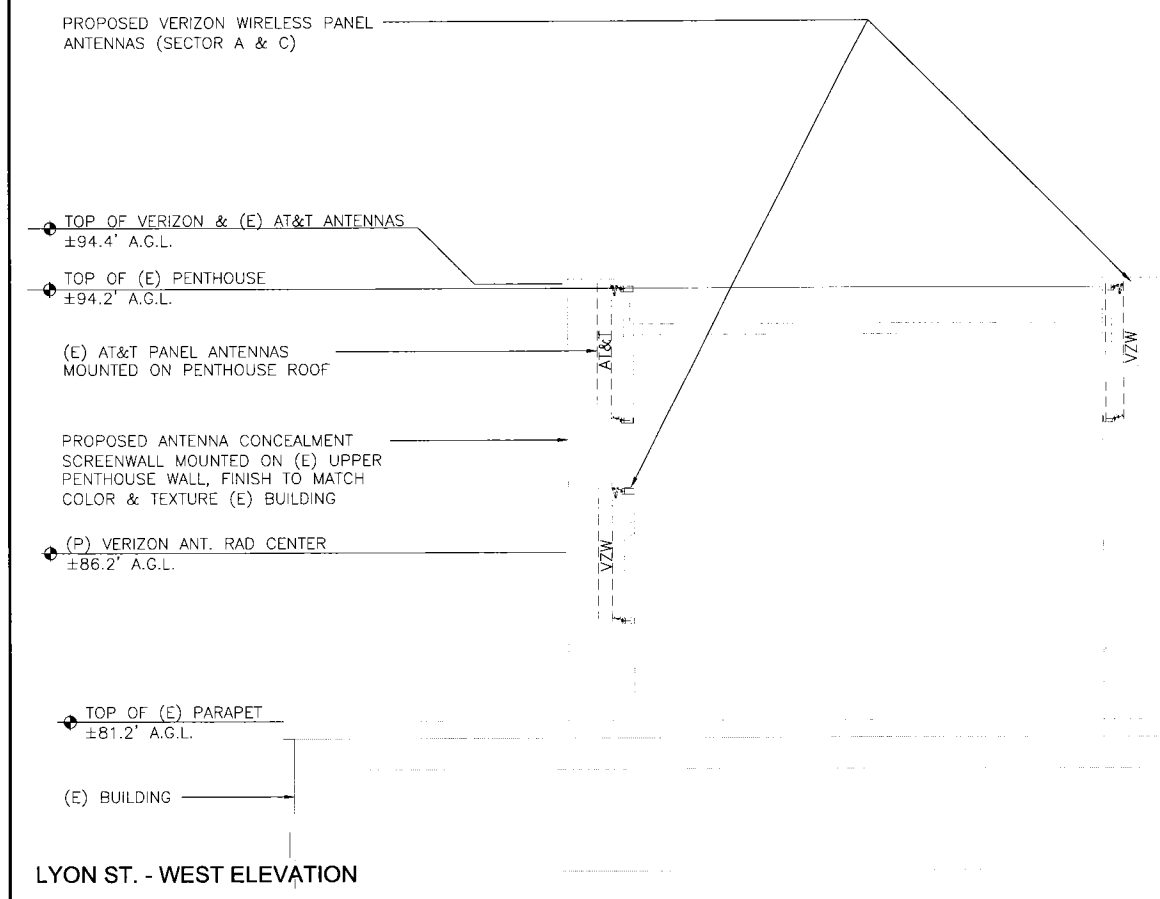 PROPOSED VERIZON WIRELESS PANEL
ANTENNAS (SECTOR A & C)
TOP OF VERIZON & (E) AT&T ANTENNAS
±94.4' A.G.L.
TOP OF (E) PENTHOUSE
±94.2' A.G.L.
(E) AT&T PANEL ANTENNAS
MOUNTED ON PENTHOUSE ROOF
AT&T
VZW
PROPOSED ANTENNA CONCEALMENT
SCREENWALL MOUNTED ON (E) UPPER
PENTHOUSE WALL, FINISH TO MATCH
COLOR & TEXTURE (E) BUILDING
(P) VERIZON ANT. RAD CENTER
±86.2' A.G.L.
VZW
TOP OF (E) PARAPET
±81.2' A.G.L.
(E) BUILDING
LYON ST. - WEST ELEVATION